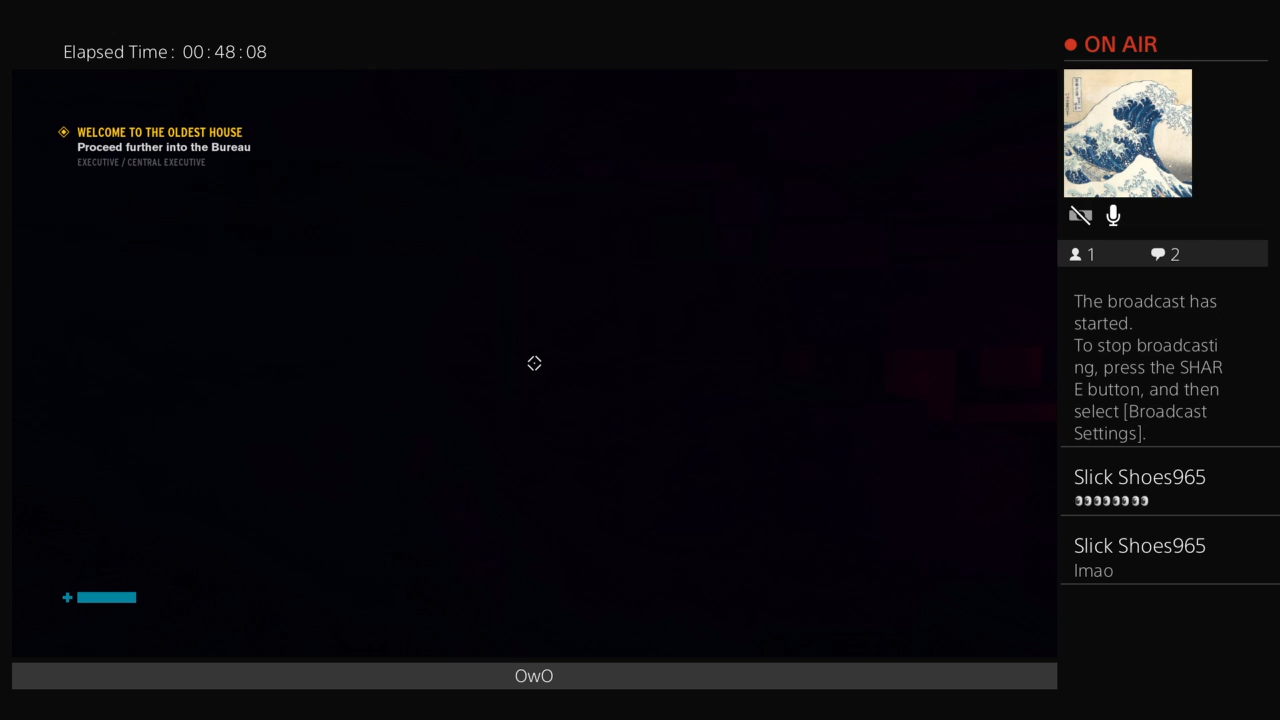 Elapsed Time : 00 : 48 : 08
WELCOME TO THE OLDEST HOUSE
Proceed further into the Bureau
EXECUTIVE / CENTRAL EXECUTIVE
OwO
ON AIR
1
2
The broadcast has
started.
To stop broadcasti
ng, press the SHAR
E button, and then
select [Broadcast
Settings].
Slick Shoes965
👀👀👀👀
Slick Shoes965
lmao